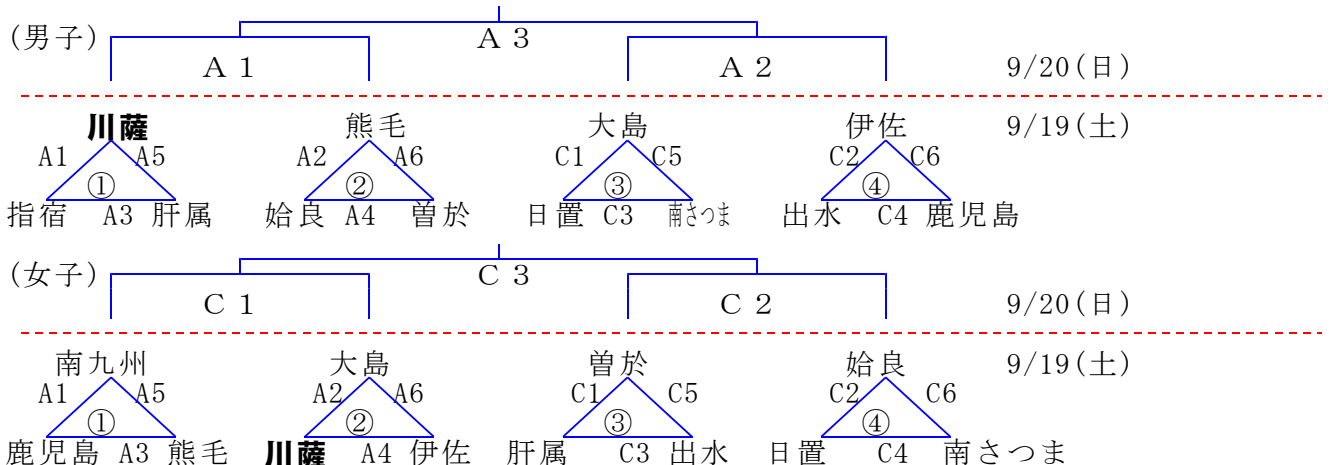 (男子) A 3
A 1 A 2 9/20(日)
川薩 熊毛 大島 伊佐 9/19(土)
A1 A5 A2 A6 C1 C5 C2 C6
① ② ③ ④
指宿 A3 肝属 姶良 A4 曽於 日置 C3 南さつま 出水 C4 鹿児島
(女子) C 3
C 1 C 2 9/20(日)
南九州 大島 曽於 姶良 9/19(土)
A1 A5 A2 A6 C1 C5 C2 C6
① ② ③ ④
鹿児島 A3 熊毛 川薩 A4 伊佐 肝属 C3 出水 日置 C4 南さつま